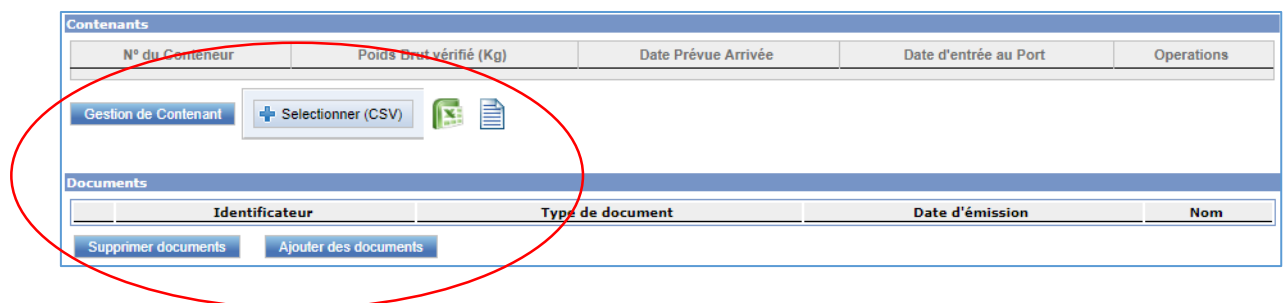 Contenants
Nº du Conteneur Poids Brut vérifié (Kg) Date Prévue Arrivée Date d'entrée au Port Operations
Gestion de Contenant Selectionner (CSV)
Documents
Identificateur Type de document Date d'émission Nom
Supprimer documents Ajouter des documents